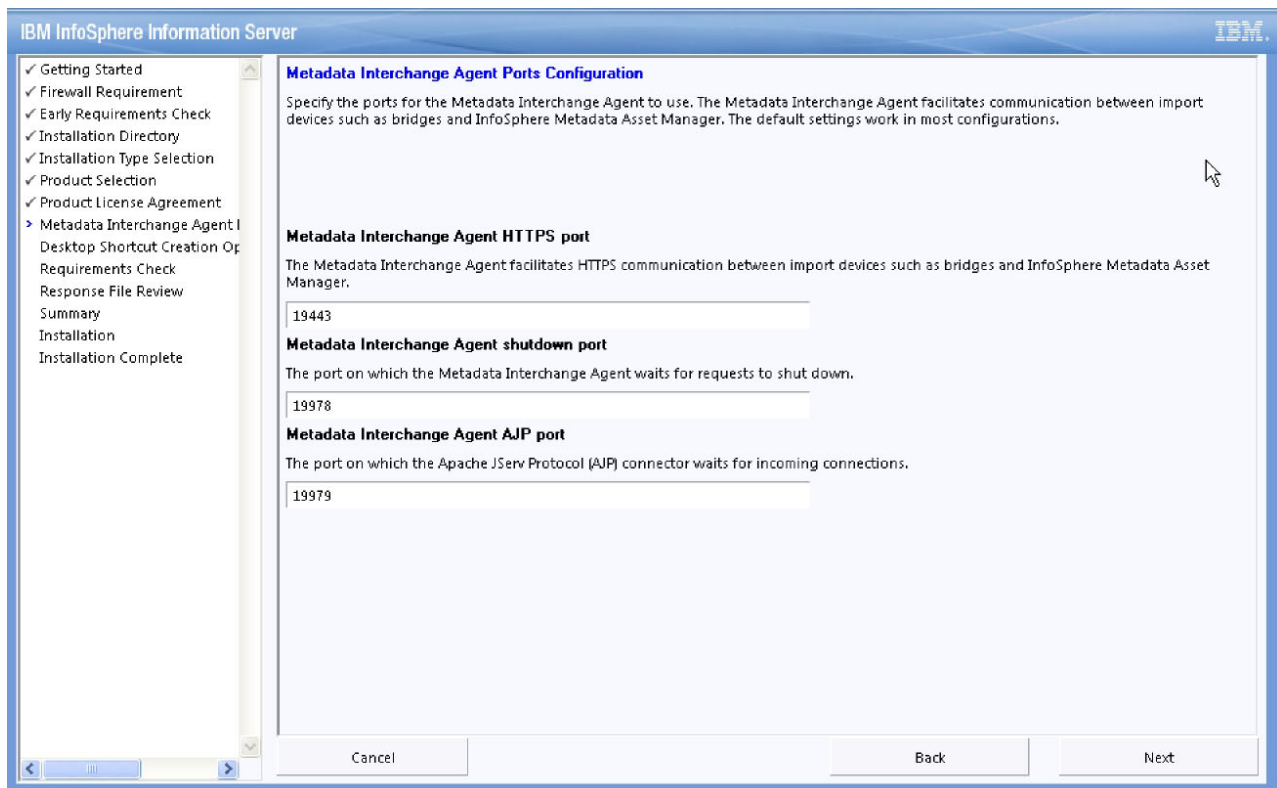 IBM InfoSphere Information Server
IBM.
✓ Getting Started
✓ Firewall Requirement
✓ Early Requirements Check
✓ Installation Directory
✓ Installation Type Selection
✓ Product Selection
✓ Product License Agreement
> Metadata Interchange Agent
Desktop Shortcut Creation Op
Requirements Check
Response File Review
Summary
Installation
Installation Complete
Metadata Interchange Agent Ports Configuration
Specify the ports for the Metadata Interchange Agent to use. The Metadata Interchange Agent facilitates communication between import
devices such as bridges and InfoSphere Metadata Asset Manager. The default settings work in most configurations.
Metadata Interchange Agent HTTPS port
The Metadata Interchange Agent facilitates HTTPS communication between import devices such as bridges and InfoSphere Metadata Asset
Manager.
19443
Metadata Interchange Agent shutdown port
The port on which the Metadata Interchange Agent waits for requests to shut down.
19978
Metadata Interchange Agent AJP port
The port on which the Apache JServ Protocol (AJP) connector waits for incoming connections.
19979
Cancel
Back
Next